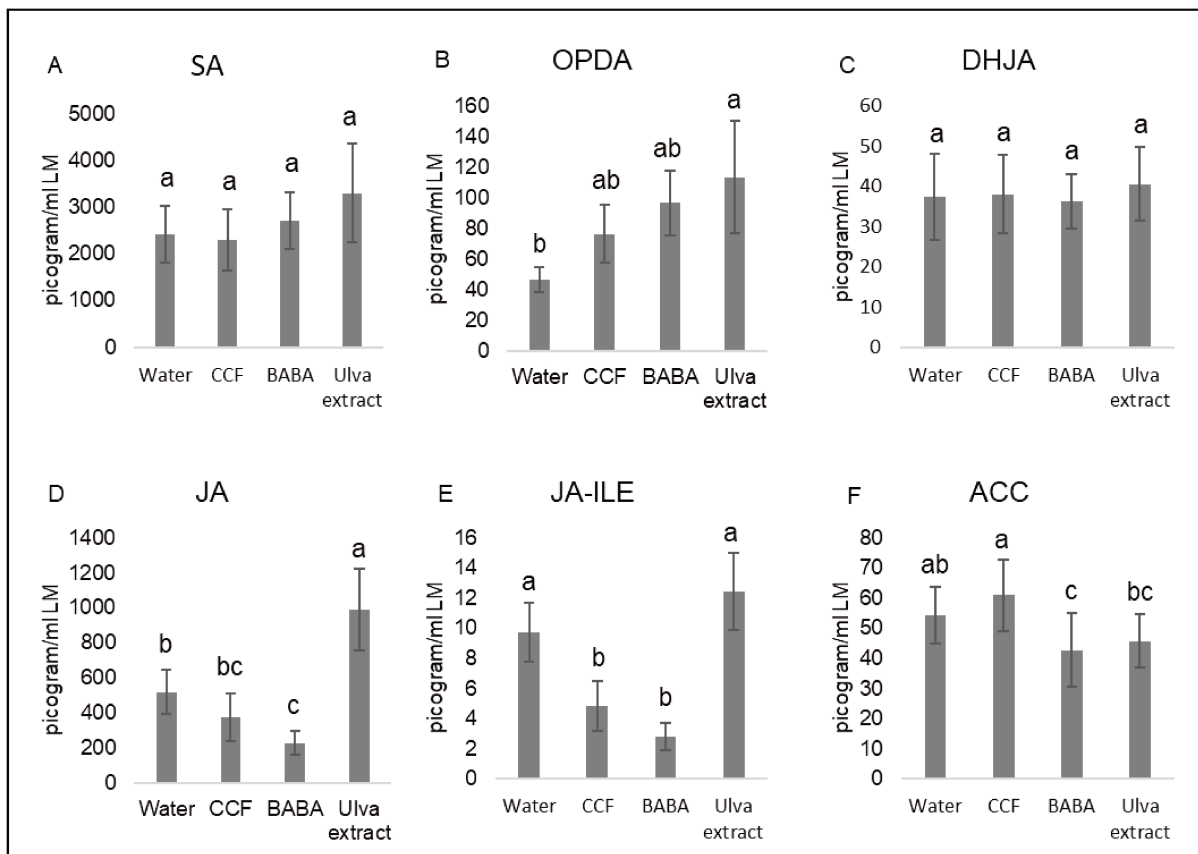 A
SA
picogram/ml LM
5000
4000
3000
2000
1000
0
a
a
a
a
Water
CCF
BABA
Ulva
extract
B
OPDA
picogram/ml LM
160
140
120
100
80
60
40
20
0
b
ab
ab
a
Water
CCF
BABA
Ulva
extract
C
DHJA
picogram/ml LM
60
50
40
30
20
10
0
a
a
a
a
Water
CCF
BABA
Ulva
extract
D
JA
picogram/ml LM
1400
1200
1000
800
600
400
200
0
b
bc
c
a
Water
CCF
BABA
Ulva
extract
E
JA-ILE
picogram/ml LM
16
14
12
10
8
6
4
2
0
a
b
b
a
Water
CCF
BABA
Ulva
extract
F
ACC
picogram/ml LM
80
70
60
50
40
30
20
10
0
ab
a
c
bc
Water
CCF
BABA
Ulva
extract